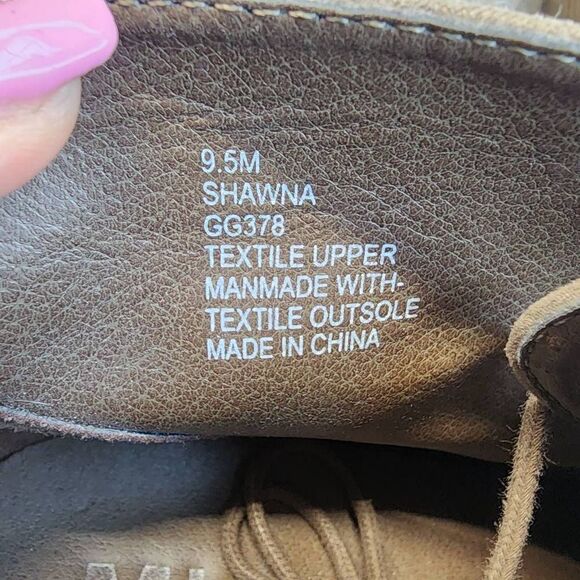 9.5M
SHAWNA
GG378
TEXTILE UPPER
MANMADE WITH-
TEXTILE OUTSOLE
MADE IN CHINA